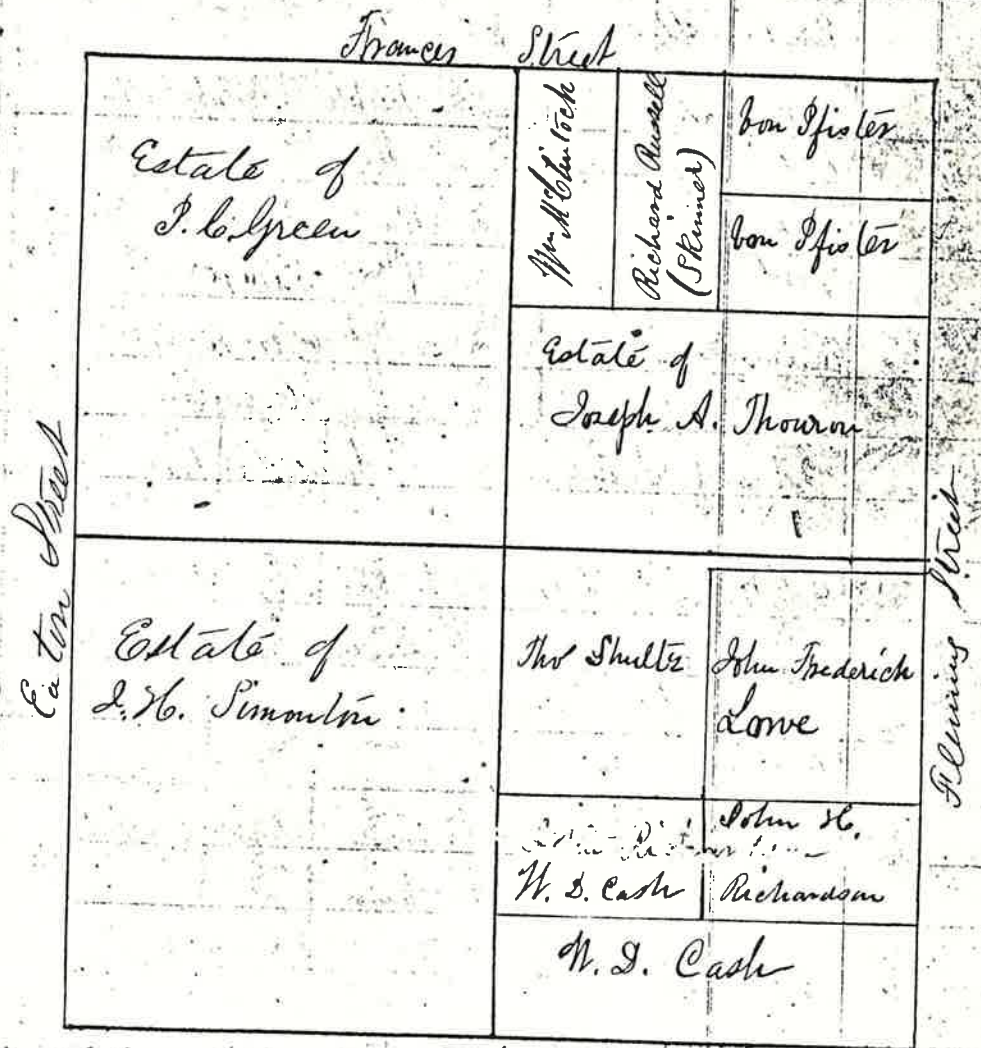 Frances Street
Estate of
P. C. Green
Wm McClintock
Richard Russell
(Skinner)
von Pfister
von Pfister
Estate of
Joseph A. Thouron
Eaton Street
Fleming Street
Estate of
J. H. Simonton
Tho^s Shultz
John Frederick
Lowe
John H.
Richardson
W. D. Cash
W. D. Cash